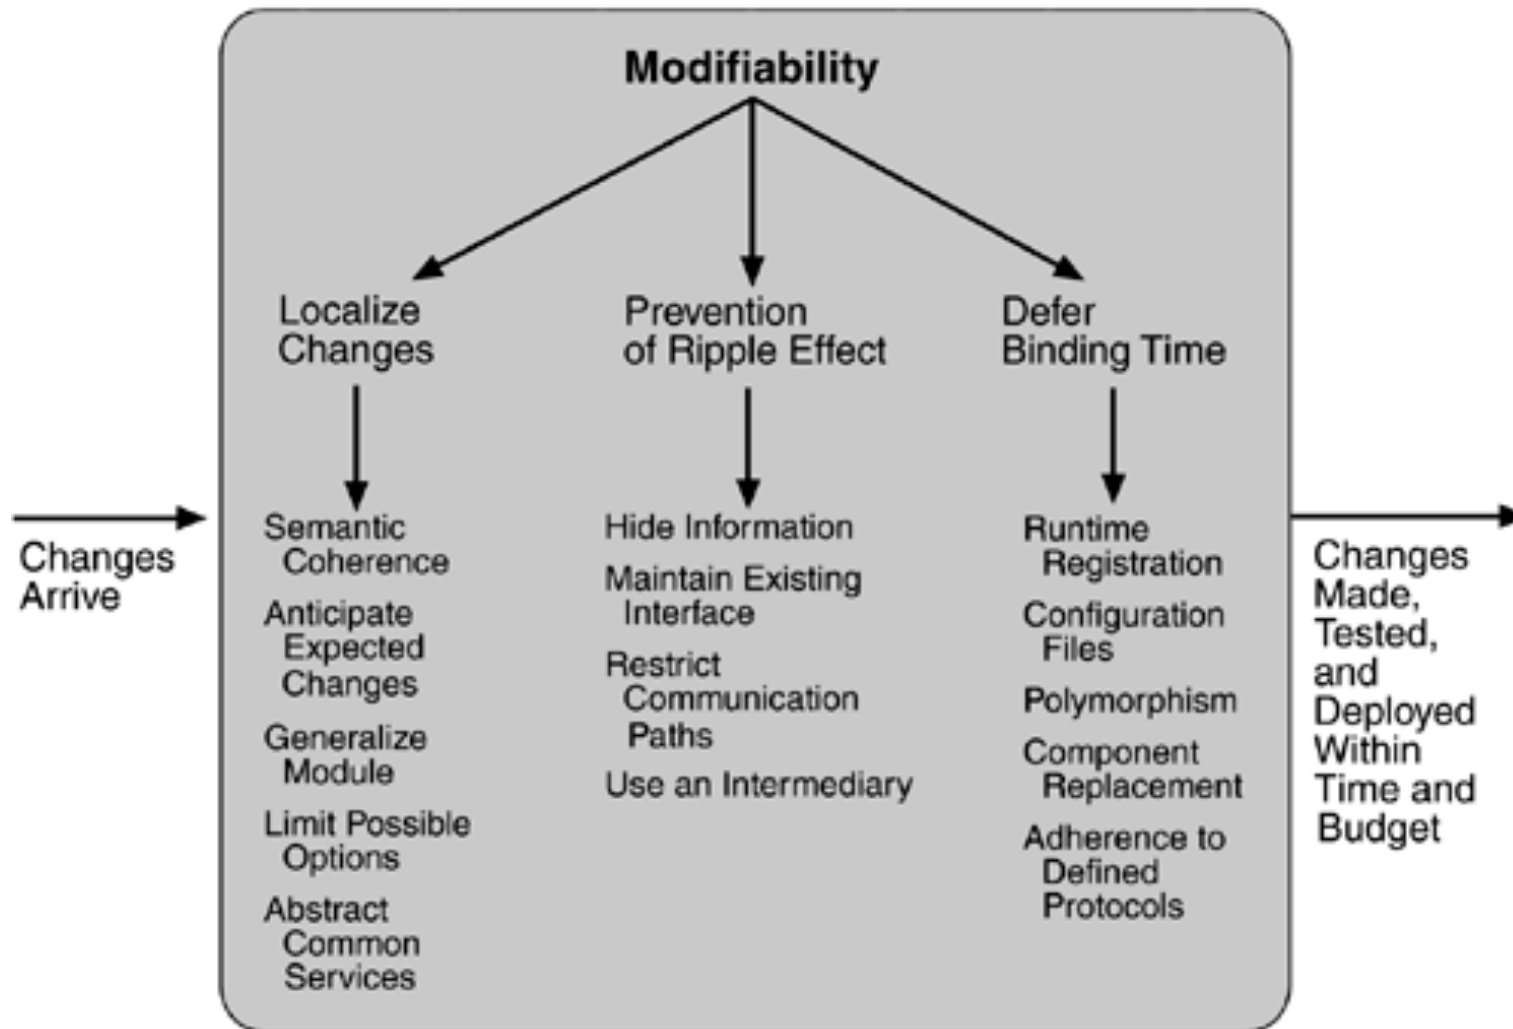 Modifiability
Localize
Changes
Prevention
of Ripple Effect
Defer
Binding Time
Changes
Arrive
Semantic
Coherence
Anticipate
Expected
Changes
Generalize
Module
Limit Possible
Options
Abstract
Common
Services
Hide Information
Maintain Existing
Interface
Restrict
Communication
Paths
Use an Intermediary
Runtime
Registration
Configuration
Files
Polymorphism
Component
Replacement
Adherence to
Defined
Protocols
Changes
Made,
Tested,
and
Deployed
Within
Time and
Budget